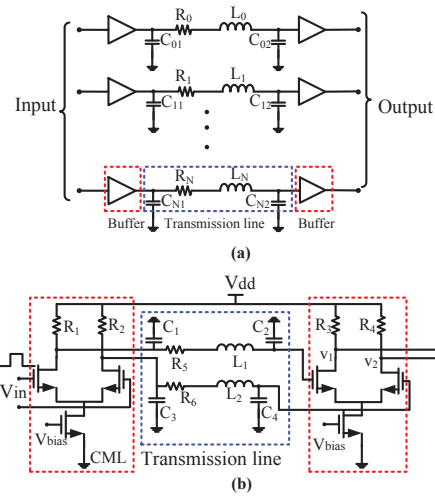 R0 L0
C01 C02
R1 L1
Input C11 C12 Output
RN LN
CN1 CN2
Buffer Transmission line Buffer
(a)
Vdd
R1 R2 C1 C2 R3 R4
R5 L1 v1 v2
Vin R6 L2
C3 C4
Vbias CML Transmission line Vbias
(b)